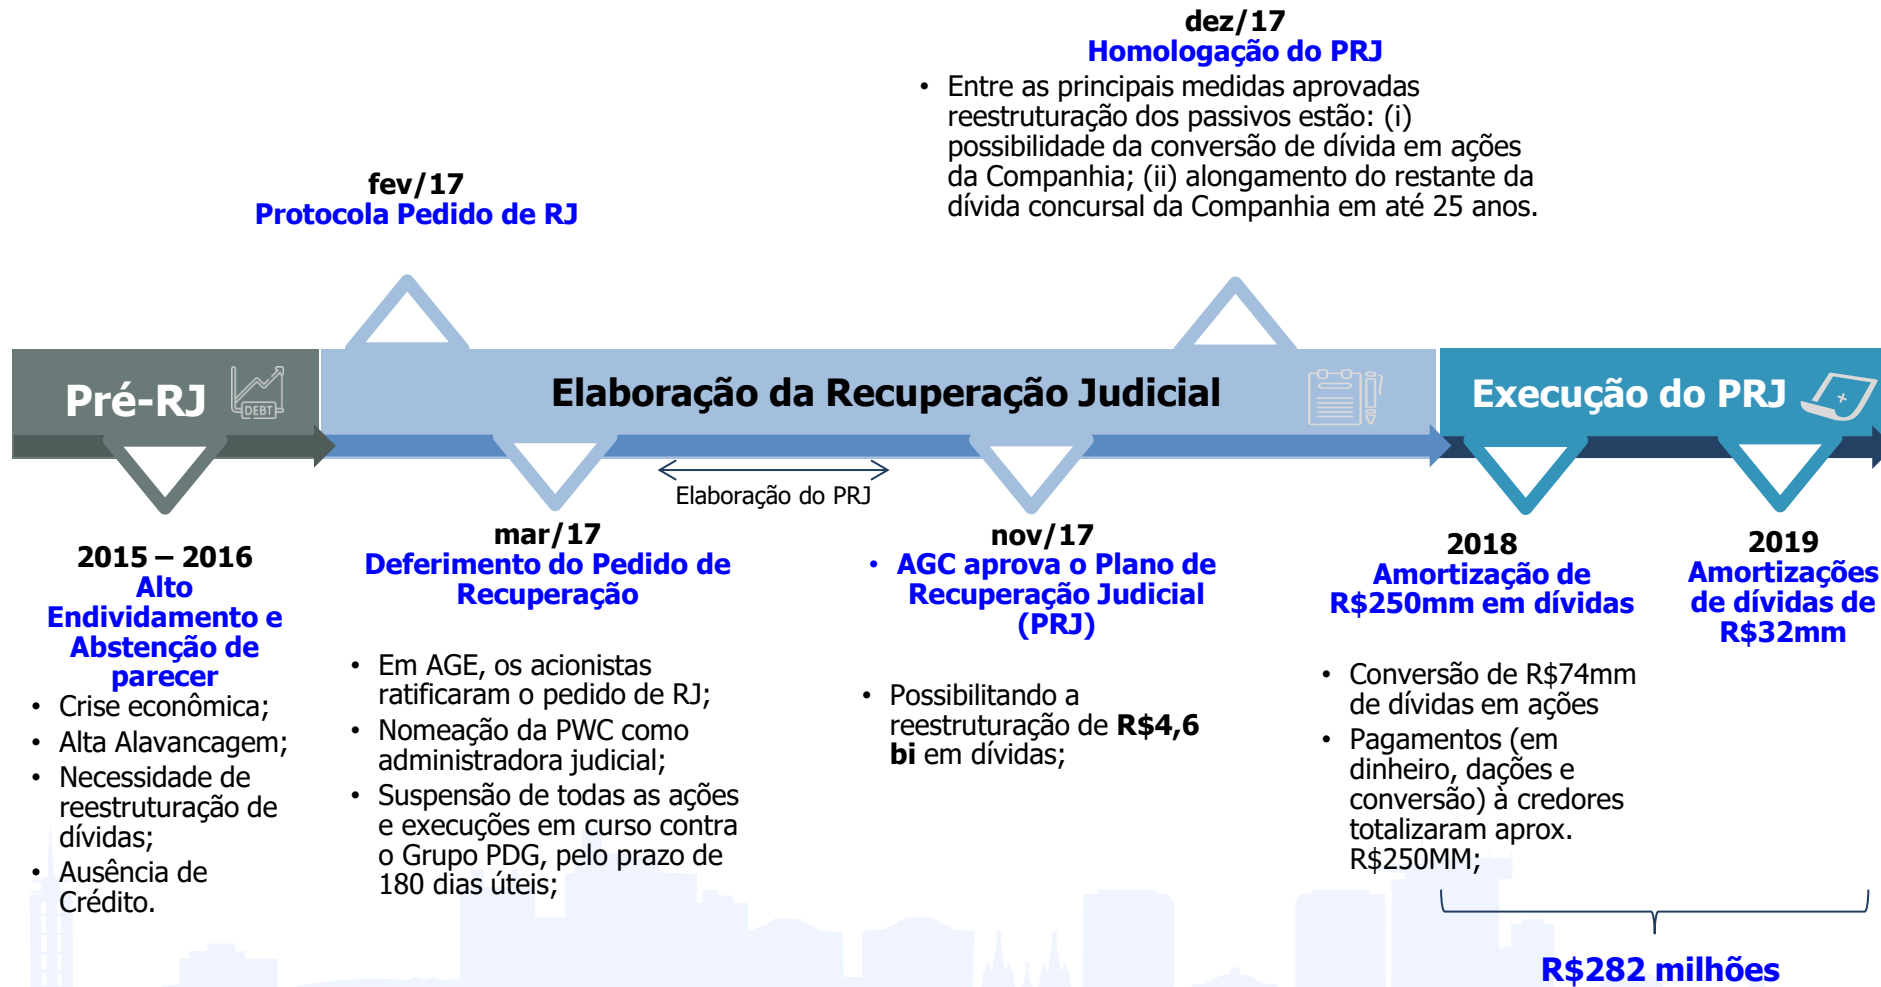 dez/17
Homologação do PRJ
• Entre as principais medidas aprovadas
reestruturação dos passivos estão: (i)
possibilidade da conversão de dívida em ações
da Companhia; (ii) alongamento do restante da
dívida concursal da Companhia em até 25 anos.
fev/17
Protocola Pedido de RJ
Pré-RJ
DEBT
Elaboração da Recuperação Judicial
Execução do PRJ
Elaboração do PRJ
2015 – 2016
Alto
Endividamento e
Abstenção de
parecer
• Crise econômica;
• Alta Alavancagem;
• Necessidade de
reestruturação de
dívidas;
• Ausência de
Crédito.
mar/17
Deferimento do Pedido de
Recuperação
• Em AGE, os acionistas
ratificaram o pedido de RJ;
• Nomeação da PWC como
administradora judicial;
• Suspensão de todas as ações
e execuções em curso contra
o Grupo PDG, pelo prazo de
180 dias úteis;
nov/17
• AGC aprova o Plano de
Recuperação Judicial
(PRJ)
• Possibilitando a
reestruturação de R$4,6
bi em dívidas;
2018
Amortização de
R$250mm em dívidas
• Conversão de R$74mm
de dívidas em ações
• Pagamentos (em
dinheiro, dações e
conversão) à credores
totalizaram aprox.
R$250MM;
2019
Amortizações
de dívidas de
R$32mm
R$282 milhões